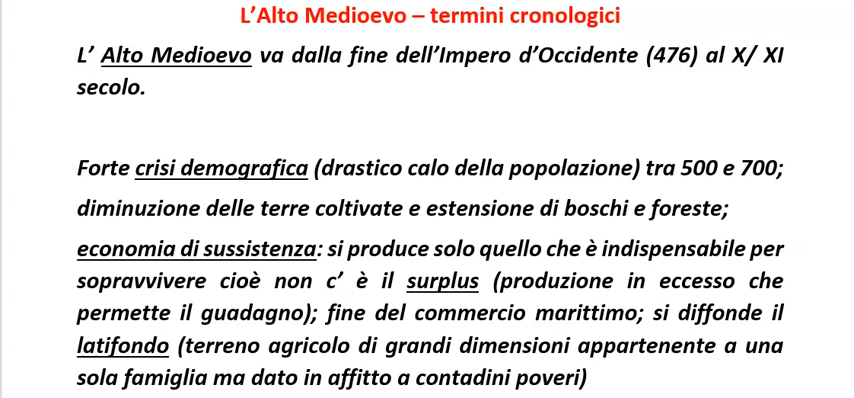 L’Alto Medioevo – termini cronologici
L’ Alto Medioevo va dalla fine dell’Impero d’Occidente (476) al X/ XI
secolo.
Forte crisi demografica (drastico calo della popolazione) tra 500 e 700;
diminuzione delle terre coltivate e estensione di boschi e foreste;
economia di sussistenza: si produce solo quello che è indispensabile per
sopravvivere cioè non c’ è il surplus (produzione in eccesso che
permette il guadagno); fine del commercio marittimo; si diffonde il
latifondo (terreno agricolo di grandi dimensioni appartenente a una
sola famiglia ma dato in affitto a contadini poveri)